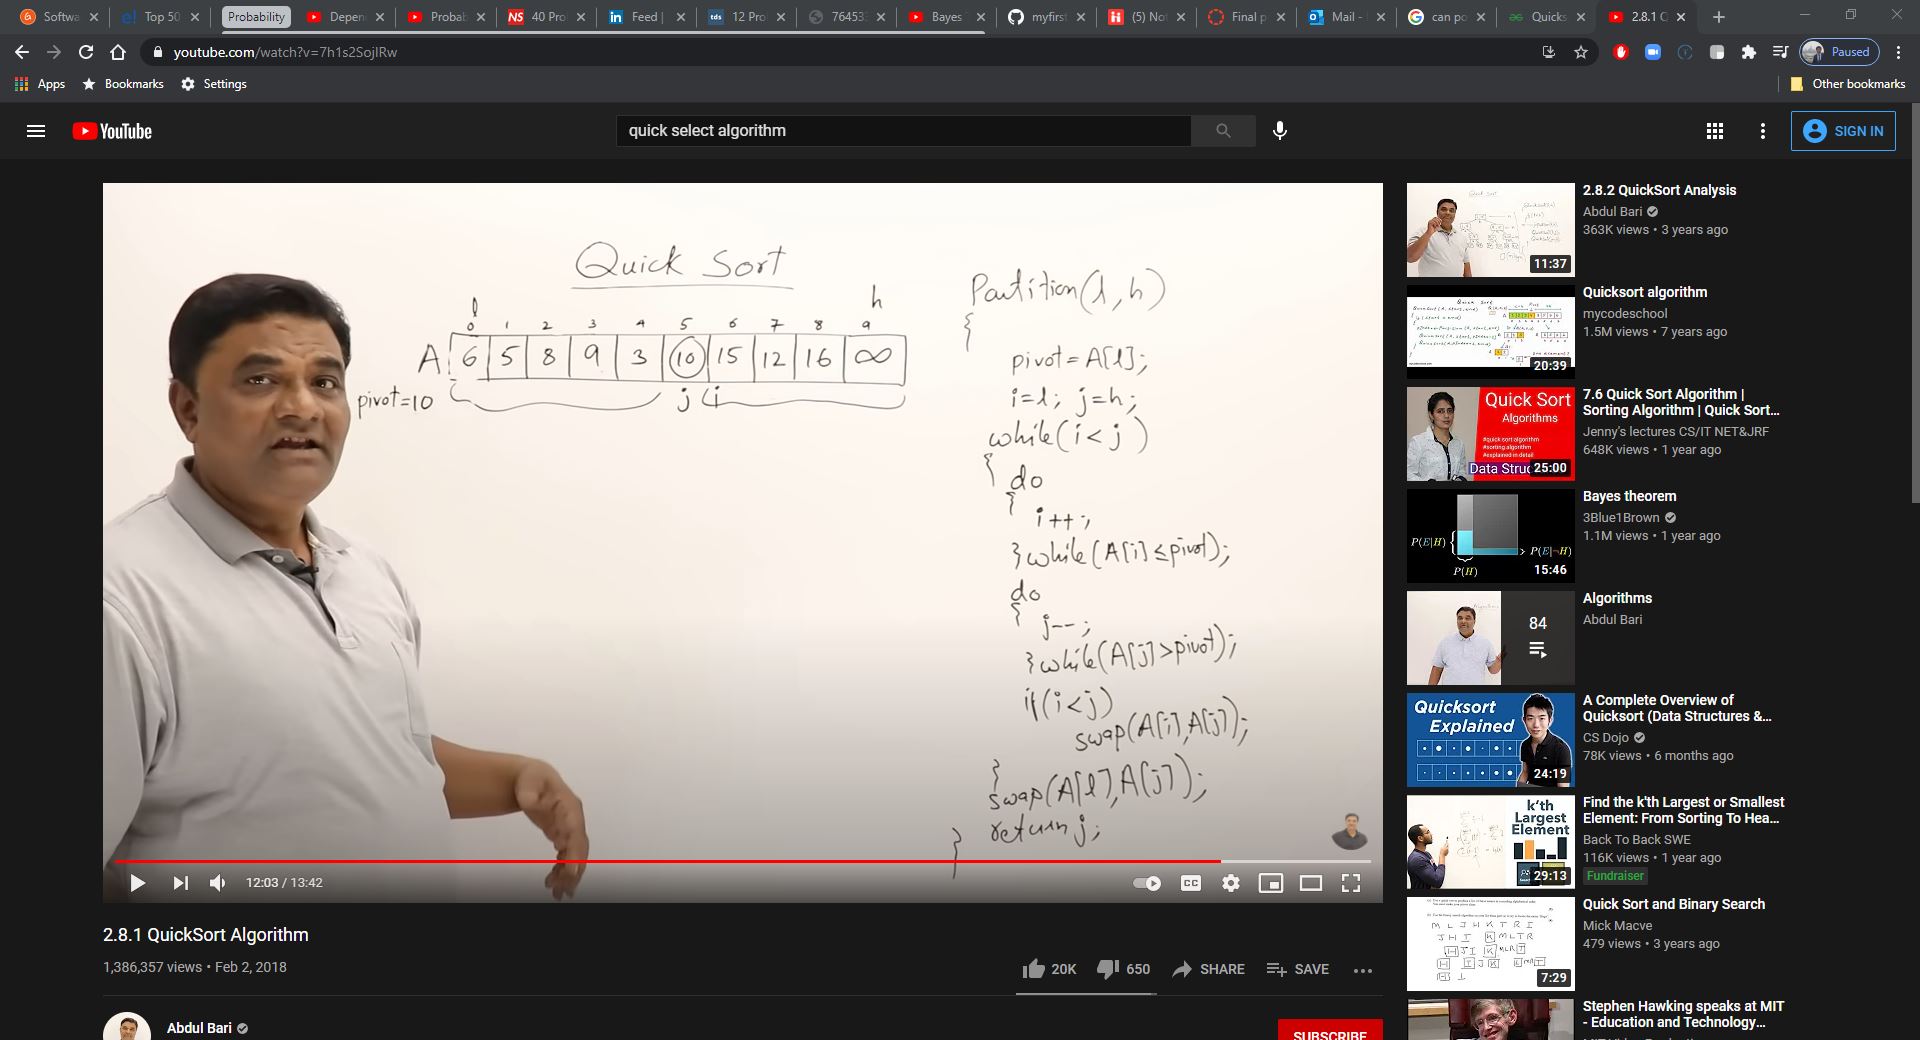 Softwa
Top 50
Probability
Depen
Probab
NS 40 Pro
in Feed |
tds 12 Pro
764533
Bayes
myfirst
(5) Not
Final p
Mail -
can po
Quicks
2.8.1 Q
youtube.com/watch?v=7h1s2SojIRw
Paused
Apps
Bookmarks
Settings
Other bookmarks
YouTube
quick select algorithm
SIGN IN
Quick Sort
l h
0 1 2 3 4 5 6 7 8 9
A 6 5 8 9 3 10 15 12 16 ∞
pivot=10
j i
Partition(l,h)
{
pivot=A[l];
i=l; j=h;
while(i<j)
{ do
{
i++;
}while(A[i]≤pivot);
do
{
j--;
}while(A[j]>pivot);
if(i<j)
swap(A[i],A[j]);
}
swap(A[l],A[j]);
return j;
}
12:03 / 13:42
CC
2.8.1 QuickSort Algorithm
1,386,357 views • Feb 2, 2018
20K
650
SHARE
SAVE
Abdul Bari
SUBSCRIBE
2.8.2 QuickSort Analysis
Abdul Bari
363K views • 3 years ago
11:37
Quicksort algorithm
mycodeschool
1.5M views • 7 years ago
20:39
Quick Sort
Algorithms
#quick sort algorithm
#sorting algorithm
#explained in detail
Data Struc
25:00
7.6 Quick Sort Algorithm |
Sorting Algorithm | Quick Sort...
Jenny's lectures CS/IT NET&JRF
648K views • 1 year ago
P(E|H)
P(E|¬H)
P(H)
15:46
Bayes theorem
3Blue1Brown
1.1M views • 1 year ago
84
Algorithms
Abdul Bari
Quicksort
Explained
24:19
A Complete Overview of
Quicksort (Data Structures &...
CS Dojo
78K views • 6 months ago
k'th
Largest
Element
29:13
Find the k'th Largest or Smallest
Element: From Sorting To Hea...
Back To Back SWE
116K views • 1 year ago
Fundraiser
7:29
Quick Sort and Binary Search
Mick Macve
479 views • 3 years ago
Stephen Hawking speaks at MIT
- Education and Technology...